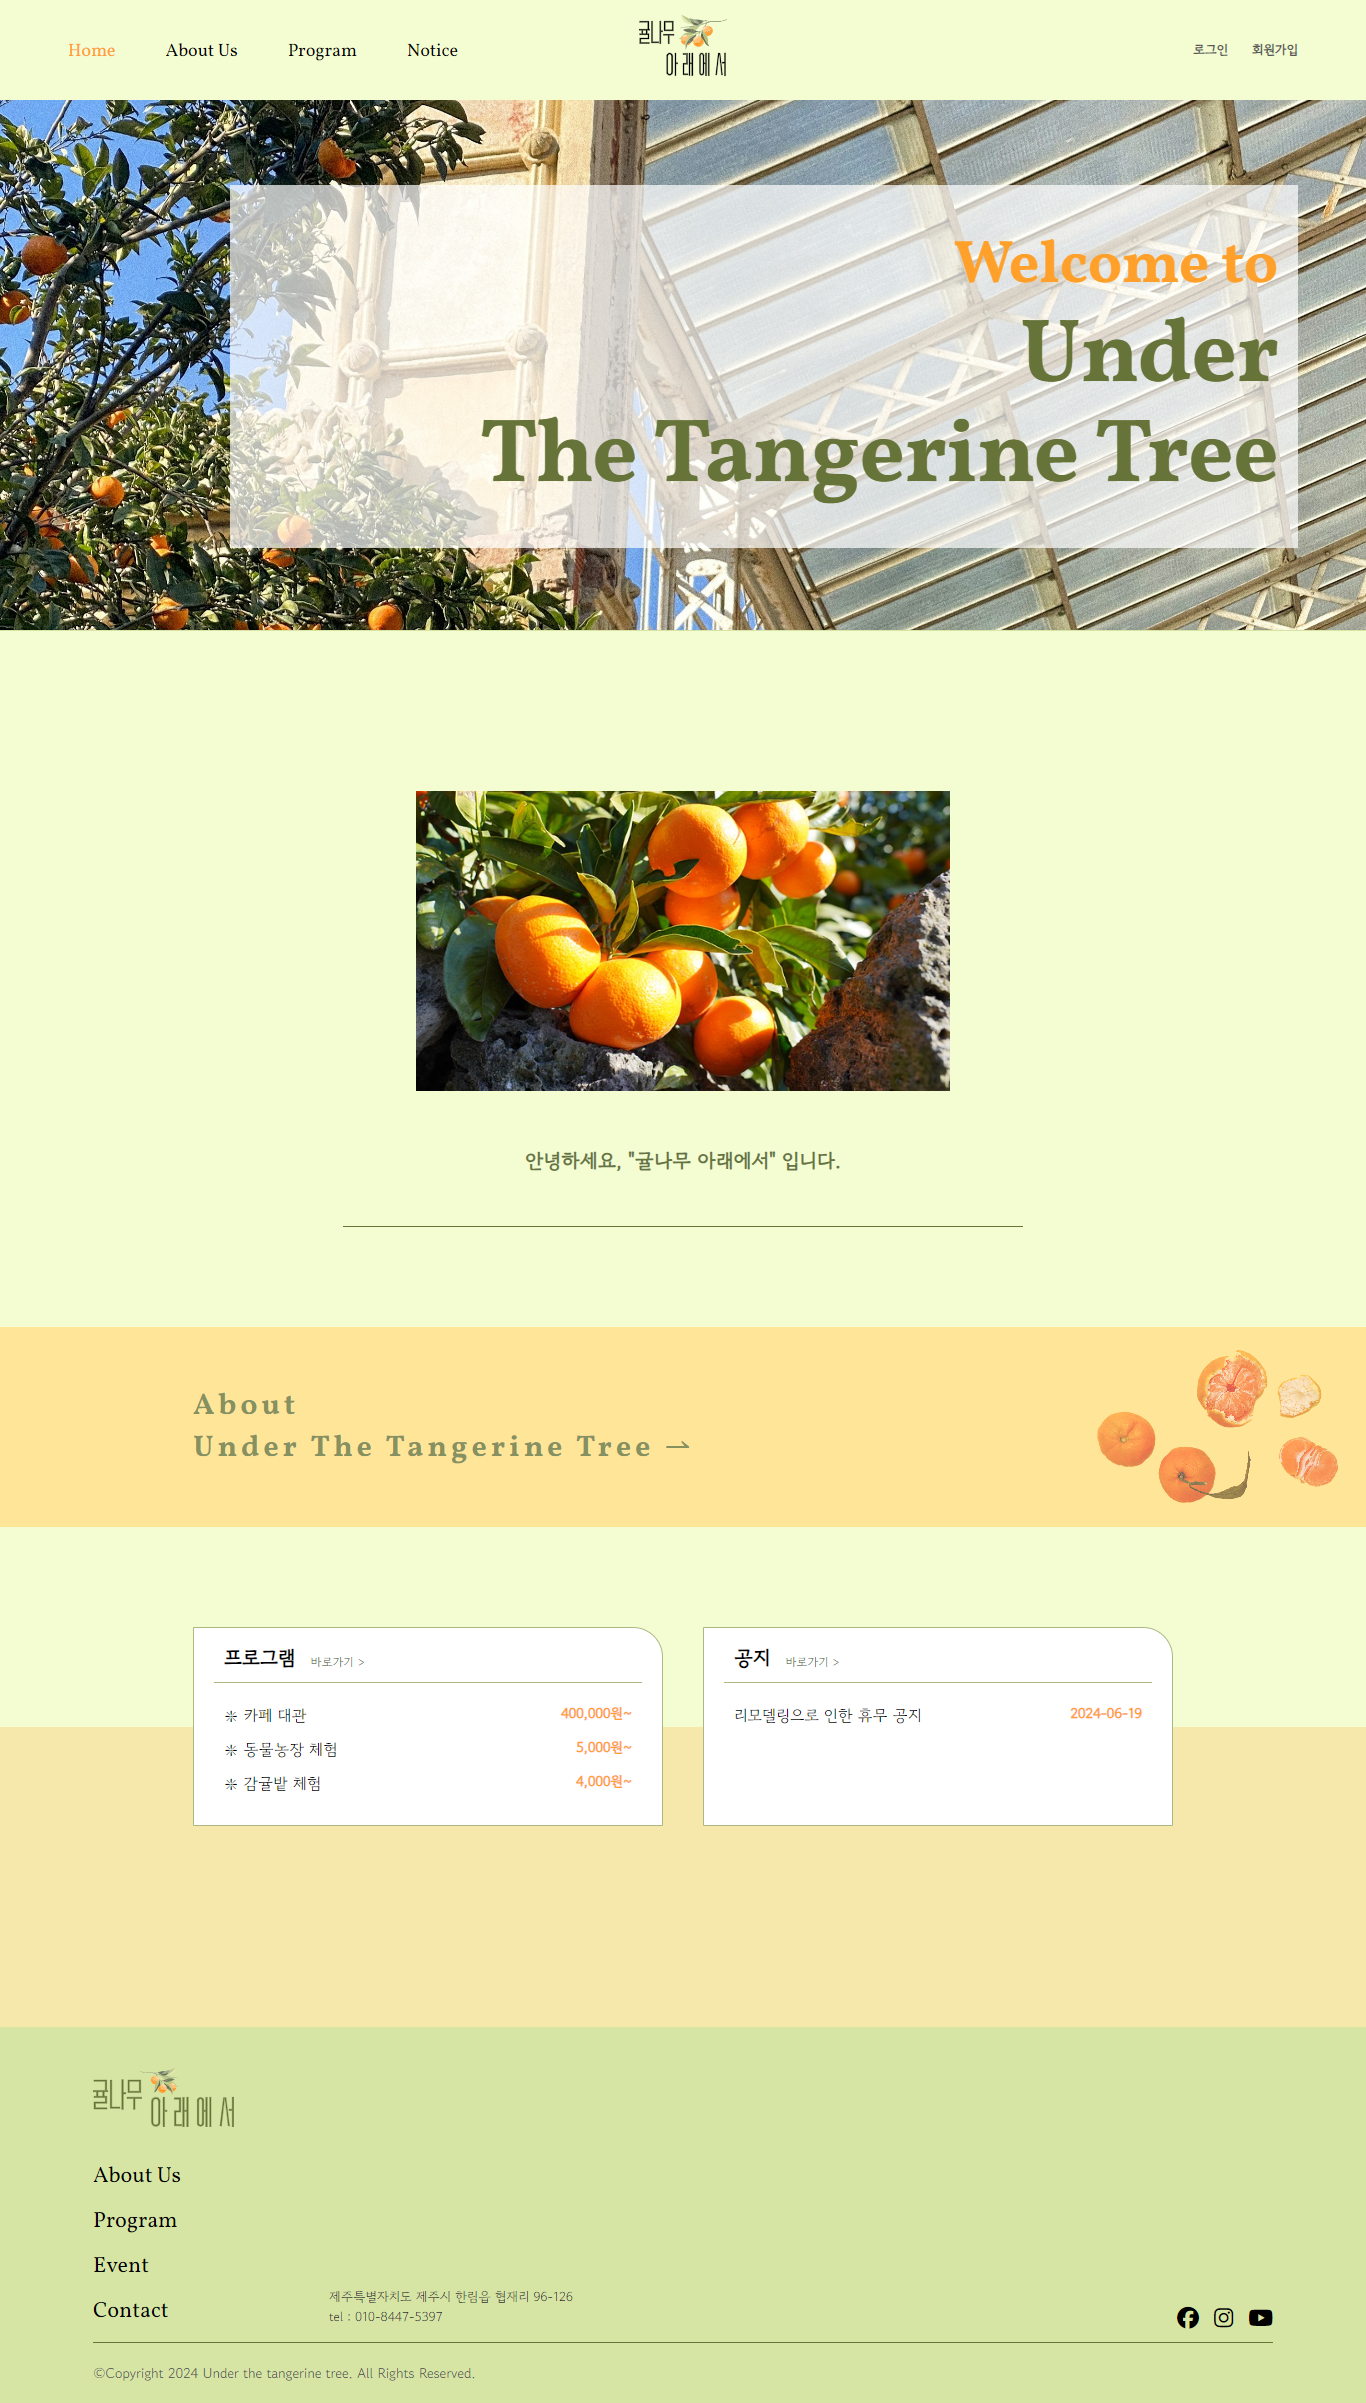 Home
About Us
Program
Notice
귤나무
아래에서
로그인
회원가입
Welcome to
Under
The Tangerine Tree
안녕하세요, "귤나무 아래에서" 입니다.
About
Under The Tangerine Tree →
프로그램 바로가기 >
카페 대관 400,000원~
동물농장 체험 5,000원~
감귤밭 체험 4,000원~
공지 바로가기 >
리모델링으로 인한 휴무 공지 2024-06-19
귤나무 아래에서
About Us
Program
Event
Contact
제주특별자치도 제주시 한림읍 협재리 96-126
tel : 010-8447-5397
©Copyright 2024 Under the tangerine tree. All Rights Reserved.